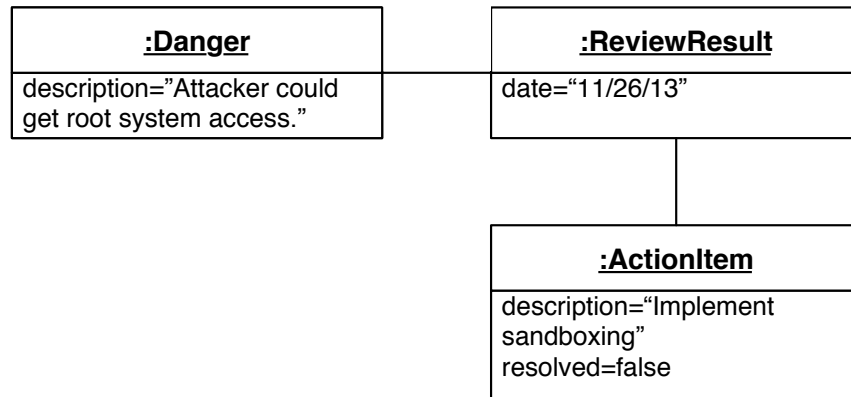 :Danger
description=”Attacker could
get root system access.”
:ReviewResult
date=“11/26/13”
:ActionItem
description=“Implement
sandboxing”
resolved=false